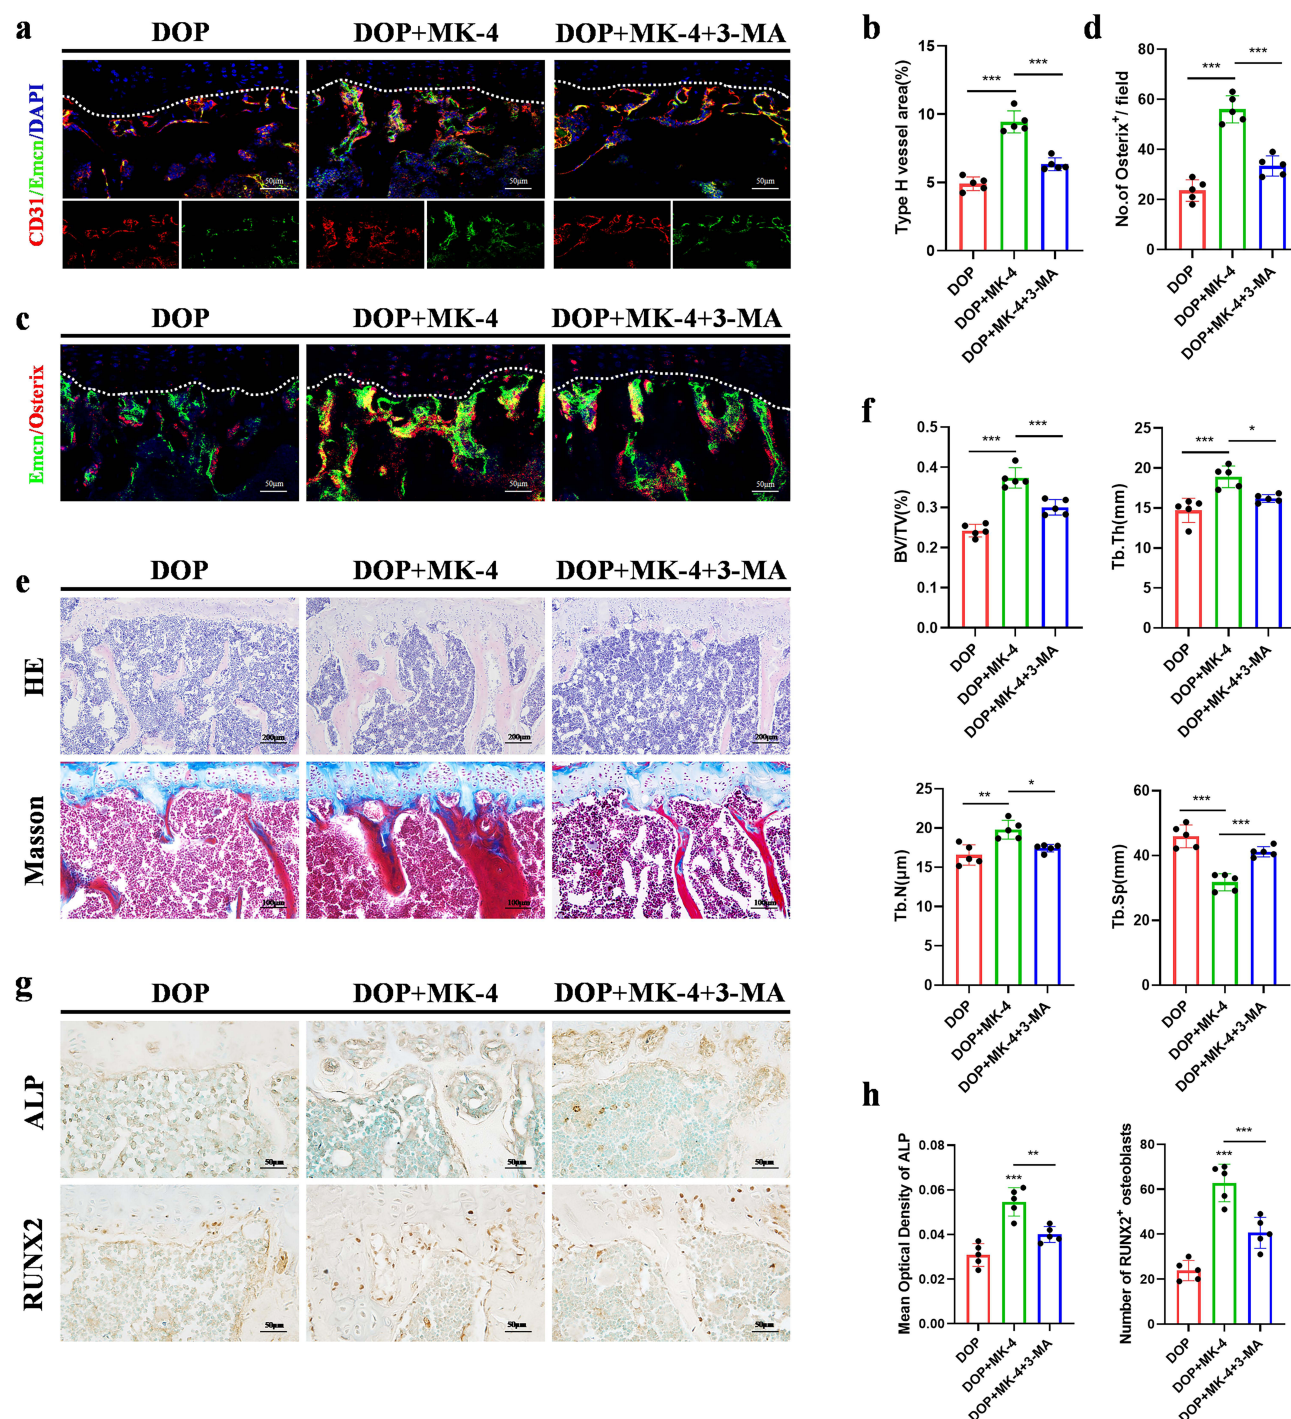 a
DOP
DOP+MK-4
DOP+MK-4+3-MA
CD31/Emcn/DAPI
50μm
50μm
50μm
b
Type H vessel area(%)
15
10
5
0
***
***
DOP
DOP+MK-4
DOP+MK-4+3-MA
d
No.of Osterix+/ field
80
60
40
20
0
***
***
DOP
DOP+MK-4
DOP+MK-4+3-MA
c
DOP
DOP+MK-4
DOP+MK-4+3-MA
Emcn/Osterix
50μm
50μm
50μm
e
DOP
DOP+MK-4
DOP+MK-4+3-MA
HE
200μm
200μm
200μm
Masson
100μm
100μm
100μm
f
BV/TV(%)
0.5
0.4
0.3
0.2
0.1
0.0
***
***
DOP
DOP+MK-4
DOP+MK-4+3-MA
Tb.Th(mm)
25
20
15
10
5
0
***
*
DOP
DOP+MK-4
DOP+MK-4+3-MA
Tb.N(μm)
25
20
15
10
5
0
**
*
DOP
DOP+MK-4
DOP+MK-4+3-MA
Tb.Sp(mm)
60
40
20
0
***
***
DOP
DOP+MK-4
DOP+MK-4+3-MA
g
DOP
DOP+MK-4
DOP+MK-4+3-MA
ALP
50μm
50μm
50μm
RUNX2
50μm
50μm
50μm
h
Mean Optical Density of ALP
0.08
0.06
0.04
0.02
0.00
***
**
DOP
DOP+MK-4
DOP+MK-4+3-MA
Number of RUNX2+ osteoblasts
80
60
40
20
0
***
***
DOP
DOP+MK-4
DOP+MK-4+3-MA